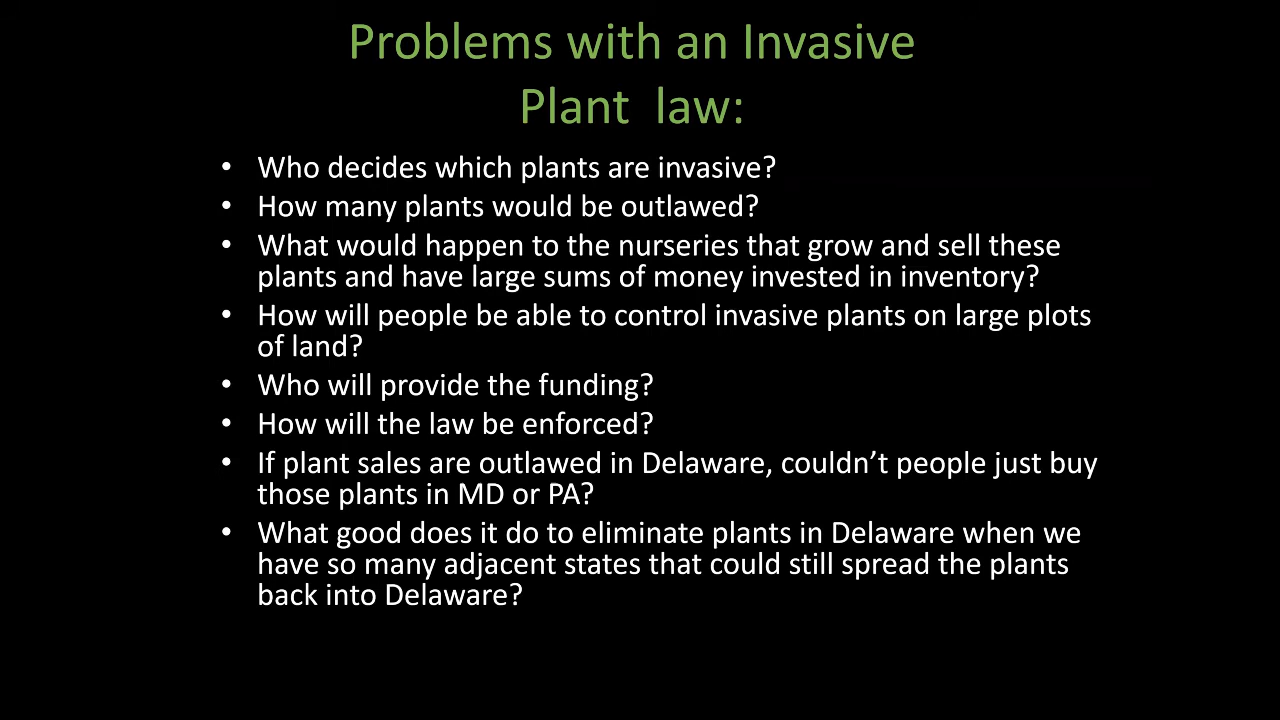 Problems with an Invasive
Plant  law:
• Who decides which plants are invasive?
• How many plants would be outlawed?
• What would happen to the nurseries that grow and sell these
plants and have large sums of money invested in inventory?
• How will people be able to control invasive plants on large plots
of land?
• Who will provide the funding?
• How will the law be enforced?
• If plant sales are outlawed in Delaware, couldn’t people just buy
those plants in MD or PA?
• What good does it do to eliminate plants in Delaware when we
have so many adjacent states that could still spread the plants
back into Delaware?